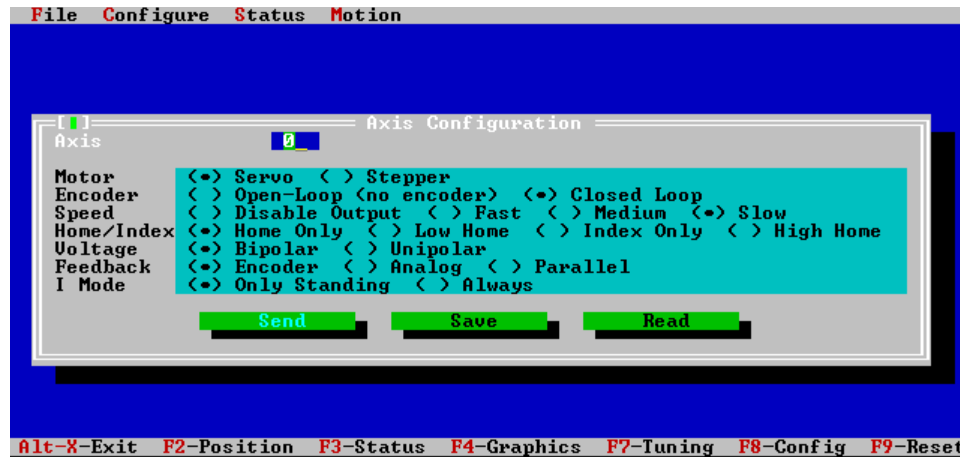 File Configure Status Motion
[▮] Axis Configuration
Axis 0_
Motor (•) Servo ( ) Stepper
Encoder ( ) Open-Loop (no encoder) (•) Closed Loop
Speed ( ) Disable Output ( ) Fast ( ) Medium (•) Slow
Home/Index (•) Home Only ( ) Low Home ( ) Index Only ( ) High Home
Voltage (•) Bipolar ( ) Unipolar
Feedback (•) Encoder ( ) Analog ( ) Parallel
I Mode (•) Only Standing ( ) Always
Send Save Read
Alt-X-Exit F2-Position F3-Status F4-Graphics F7-Tuning F8-Config F9-Reset